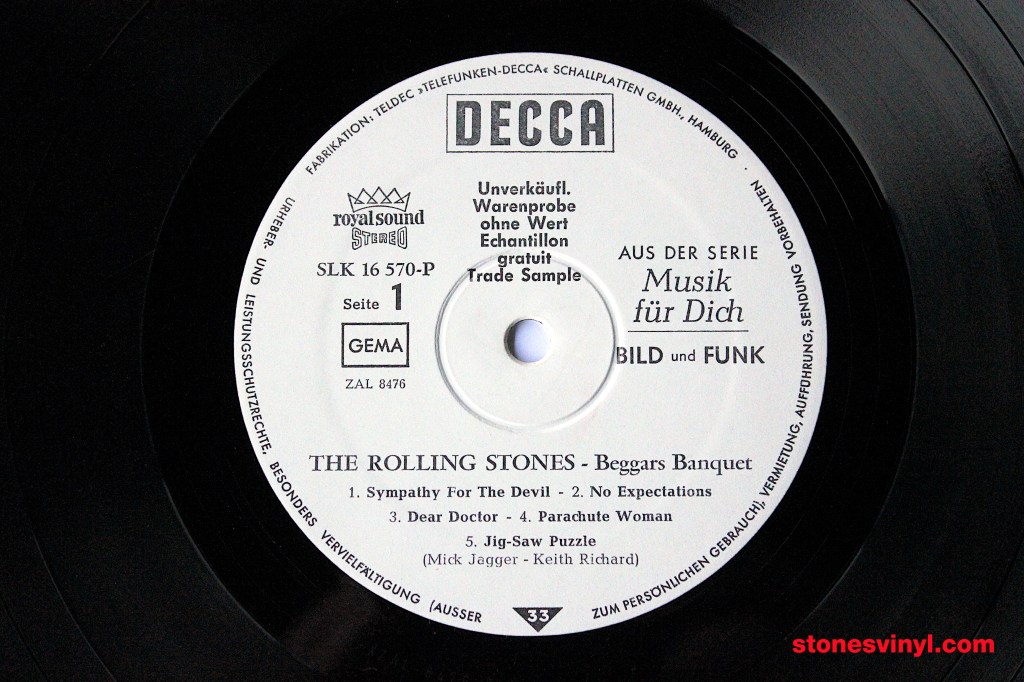 FABRIKATION: TELDEC »TELEFUNKEN-DECCA« SCHALLPLATTEN GMBH., HAMBURG
DECCA
royalsound
STEREO
SLK 16 570-P
Seite 1
GEMA
ZAL 8476
Unverkäufl.
Warenprobe
ohne Wert
Echantillon
gratuit
Trade Sample
AUS DER SERIE
Musik
für Dich
BILD und FUNK
THE ROLLING STONES - Beggars Banquet
1. Sympathy For The Devil - 2. No Expectations
3. Dear Doctor - 4. Parachute Woman
5. Jig-Saw Puzzle
(Mick Jagger - Keith Richard)
33
URHEBER- UND LEISTUNGSSCHUTZRECHTE, BESONDERS VERVIELFÄLTIGUNG (AUSSER ZUM PERSÖNLICHEN GEBRAUCH), VERMIETUNG, AUFFÜHRUNG, SENDUNG VORBEHALTEN
stonesvinyl.com